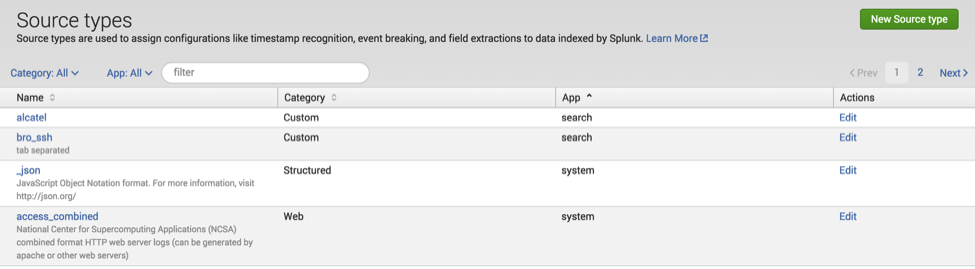 Source types
New Source type
Source types are used to assign configurations like timestamp recognition, event breaking, and field extractions to data indexed by Splunk. Learn More
Category: All App: All filter < Prev 1 2 Next >
Name Category App Actions
alcatel Custom search Edit
bro_ssh Custom search Edit
tab separated
_json Structured system Edit
JavaScript Object Notation format. For more information, visit
http://json.org/
access_combined Web system Edit
National Center for Supercomputing Applications (NCSA)
combined format HTTP web server logs (can be generated by
apache or other web servers)